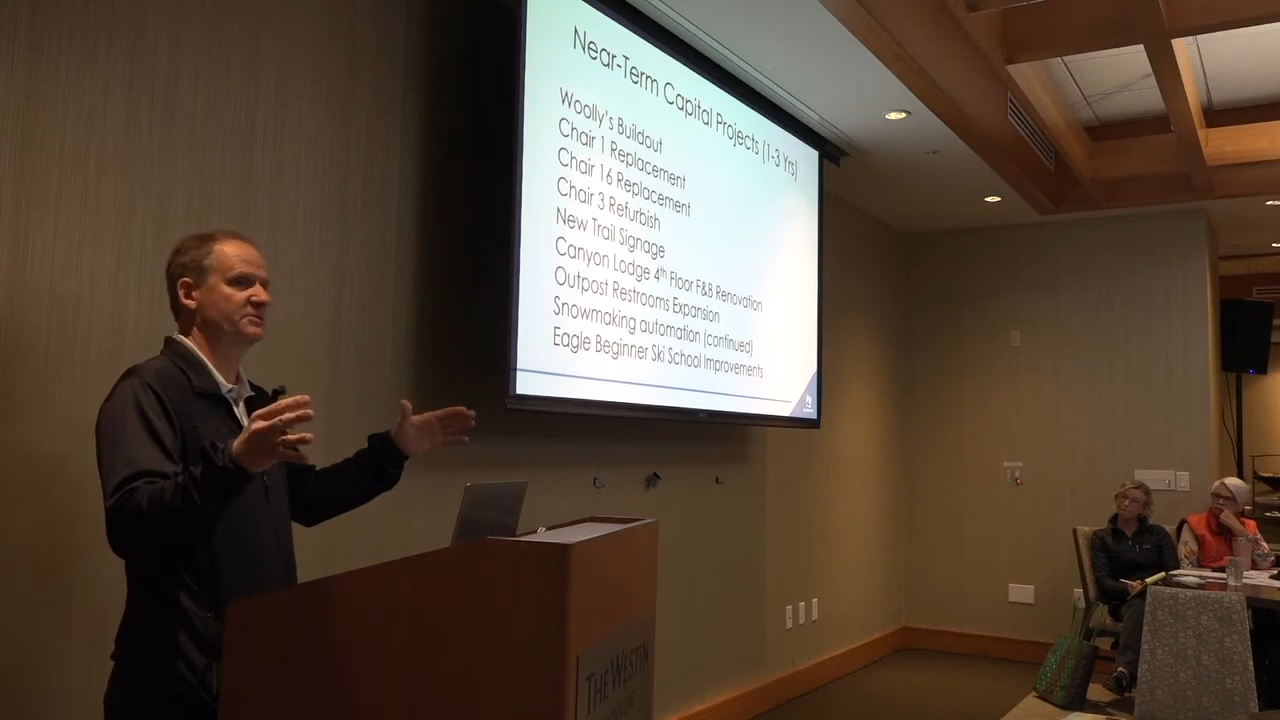 Near-Term Capital Projects (1-3 Yrs)
Woolly's Buildout
Chair 1 Replacement
Chair 16 Replacement
Chair 3 Refurbish
New Trail Signage
Canyon Lodge 4th Floor F&B Renovation
Outpost Restrooms Expansion
Snowmaking automation (continued)
Eagle Beginner Ski School Improvements
THE WESTIN